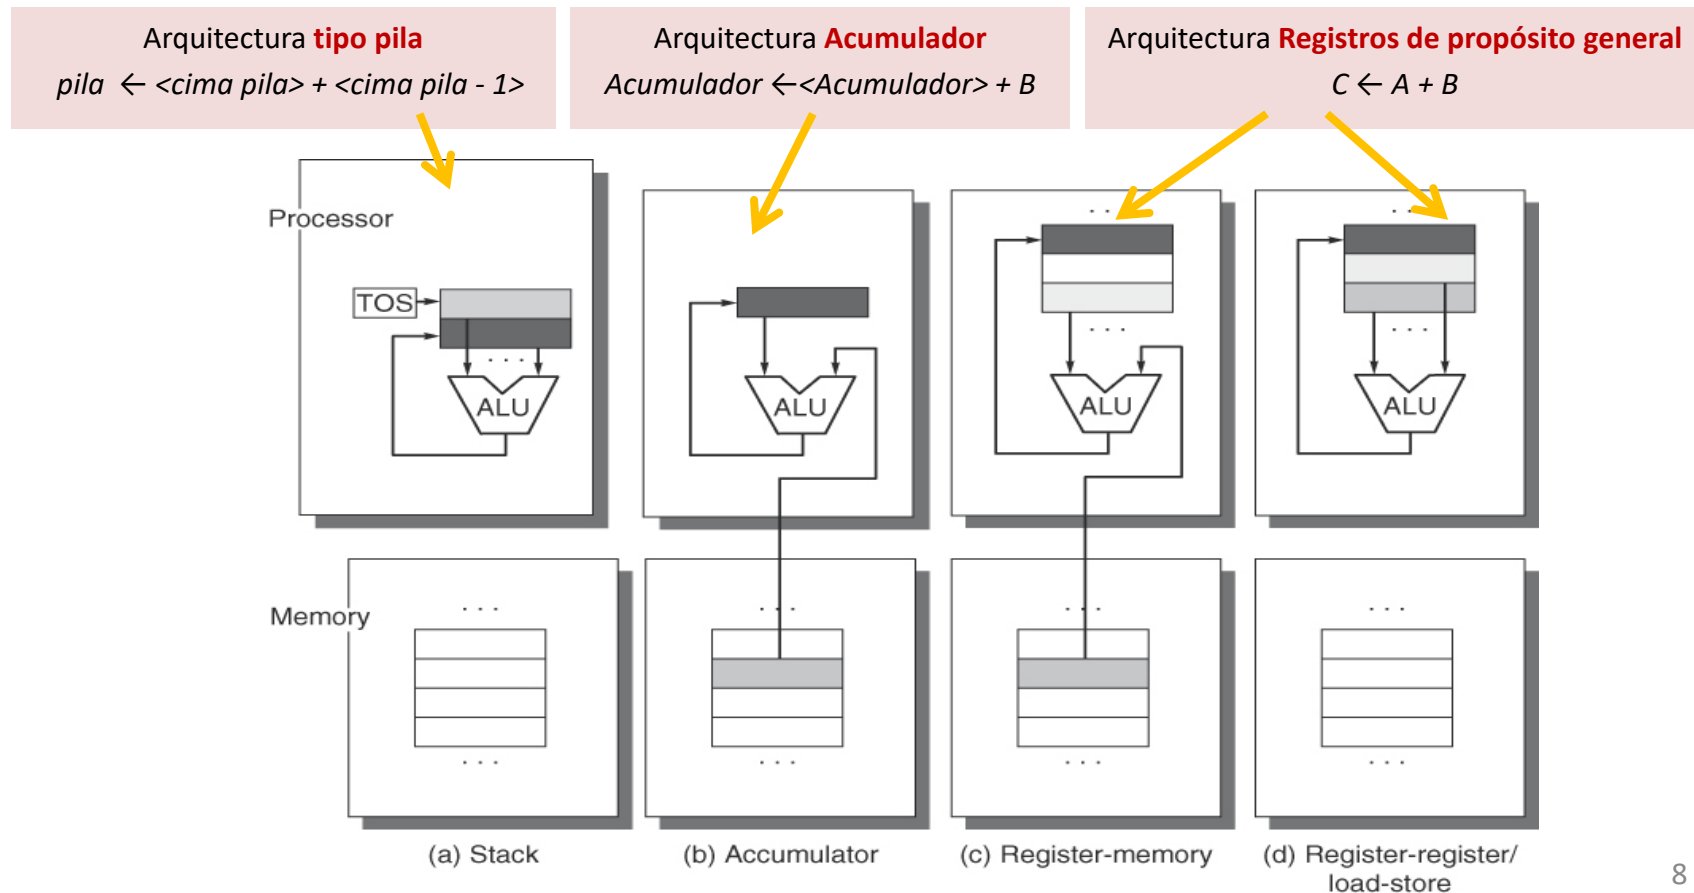 Arquitectura tipo pila
pila ← <cima pila> + <cima pila - 1>
Arquitectura Acumulador
Acumulador ←<Acumulador> + B
Arquitectura Registros de propósito general
C ← A + B
Processor
TOS
. . .
ALU
ALU
. .
. . .
ALU
. .
. . .
ALU
Memory
. . .
. . .
. . .
. . .
. . .
. . .
. . .
. . .
(a) Stack
(b) Accumulator
(c) Register-memory
(d) Register-register/
load-store
8